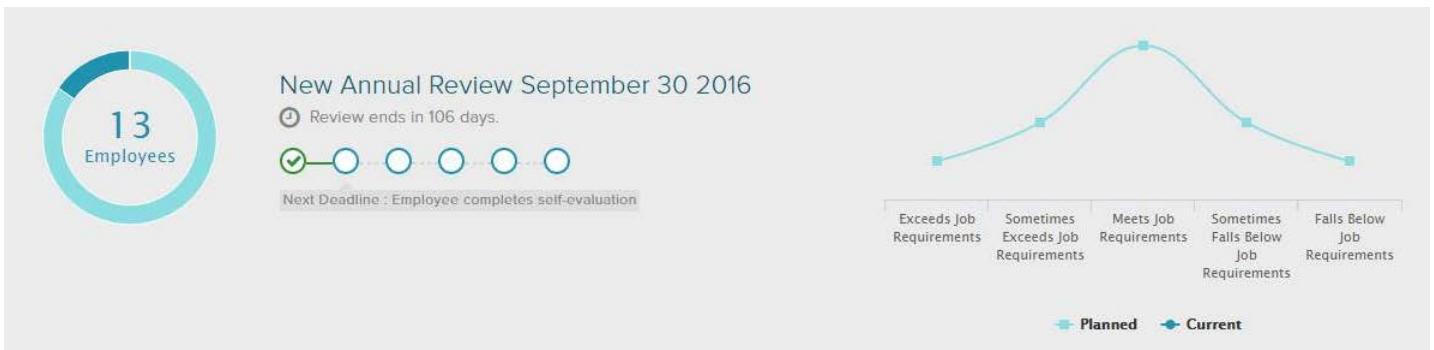 13
Employees
New Annual Review September 30 2016
Review ends in 106 days.
Next Deadline : Employee completes self-evaluation
Exceeds Job
Requirements
Sometimes
Exceeds Job
Requirements
Meets Job
Requirements
Sometimes
Falls Below
Job
Requirements
Falls Below
Job
Requirements
Planned
Current